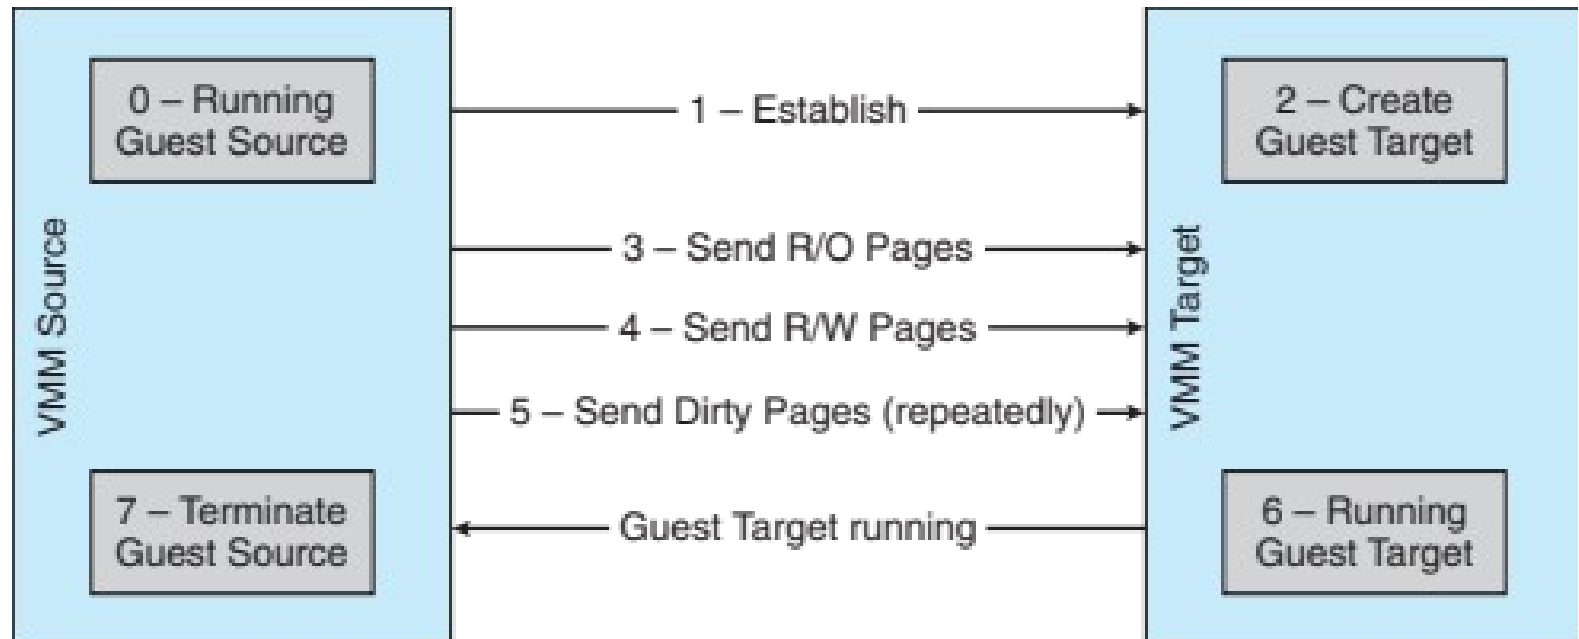 VMM Source
0 – Running
Guest Source
1 – Establish
2 – Create
Guest Target
3 – Send R/O Pages
4 – Send R/W Pages
5 – Send Dirty Pages (repeatedly)
VMM Target
7 – Terminate
Guest Source
Guest Target running
6 – Running
Guest Target